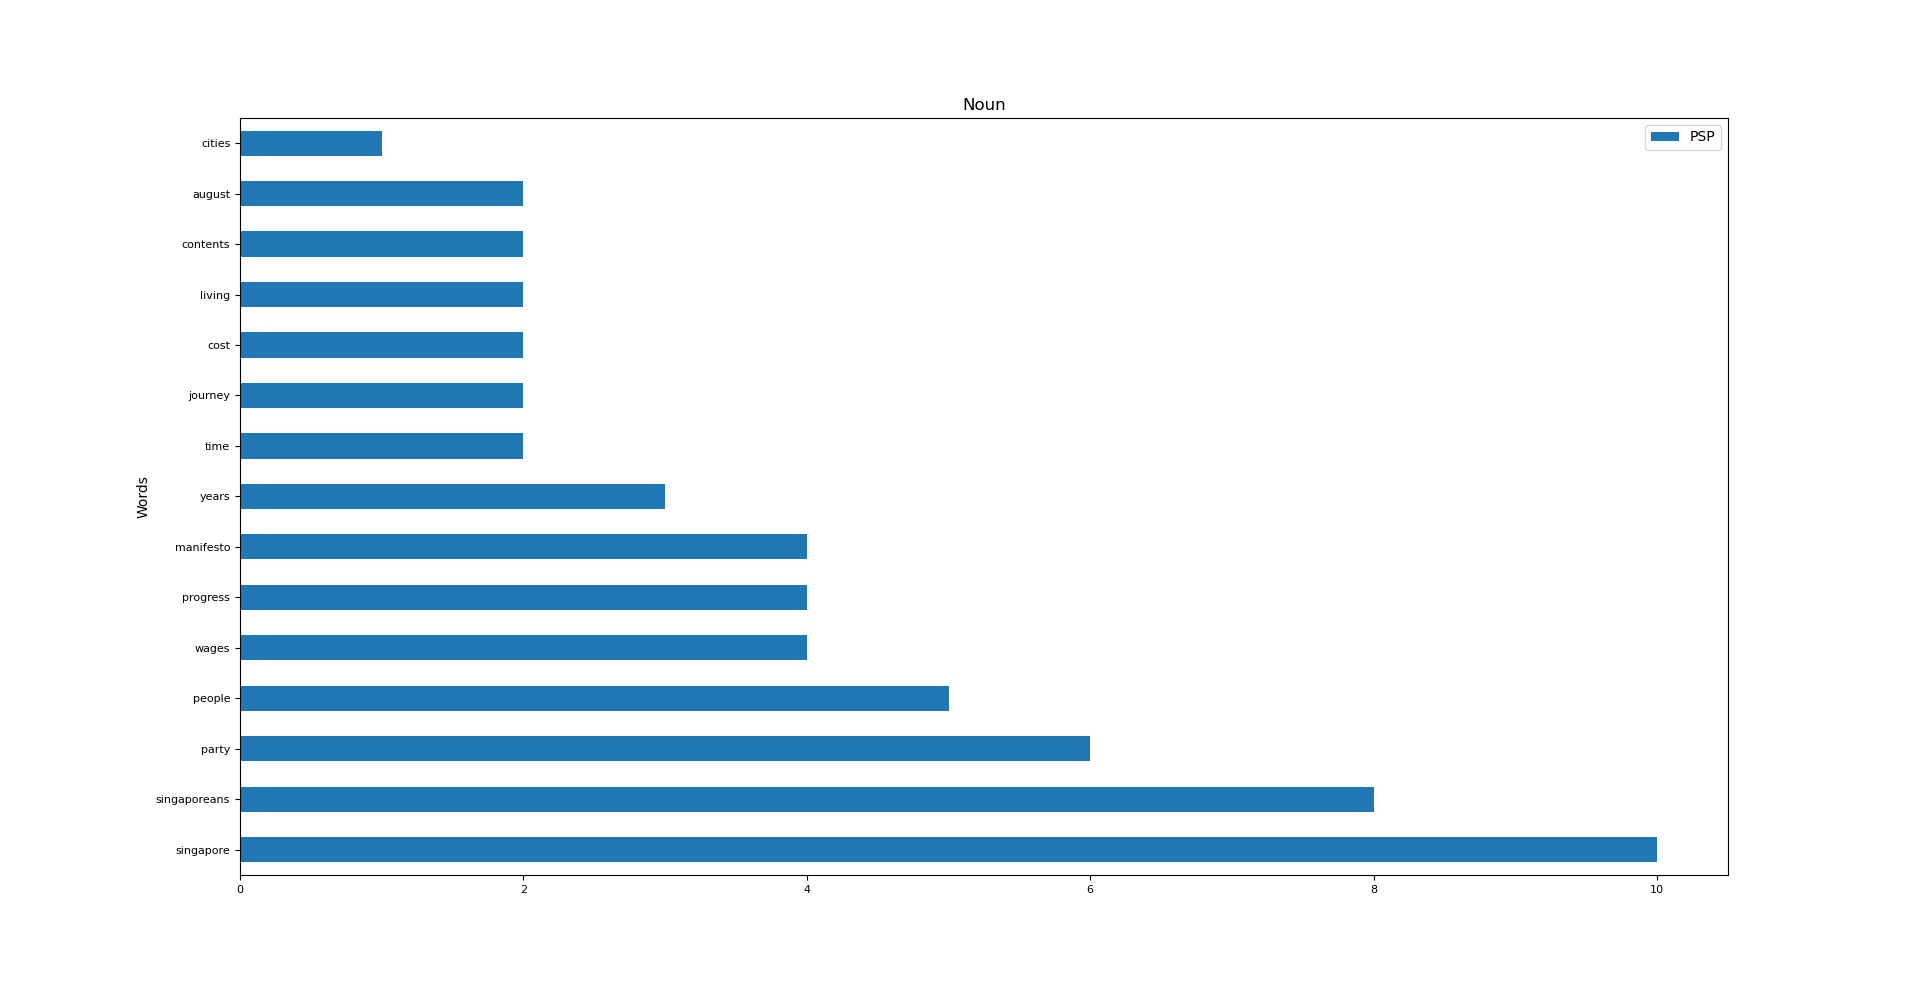 Noun
PSP
cities
august
contents
living
cost
journey
time
years
manifesto
progress
wages
people
party
singaporeans
singapore
Words
0 2 4 6 8 10